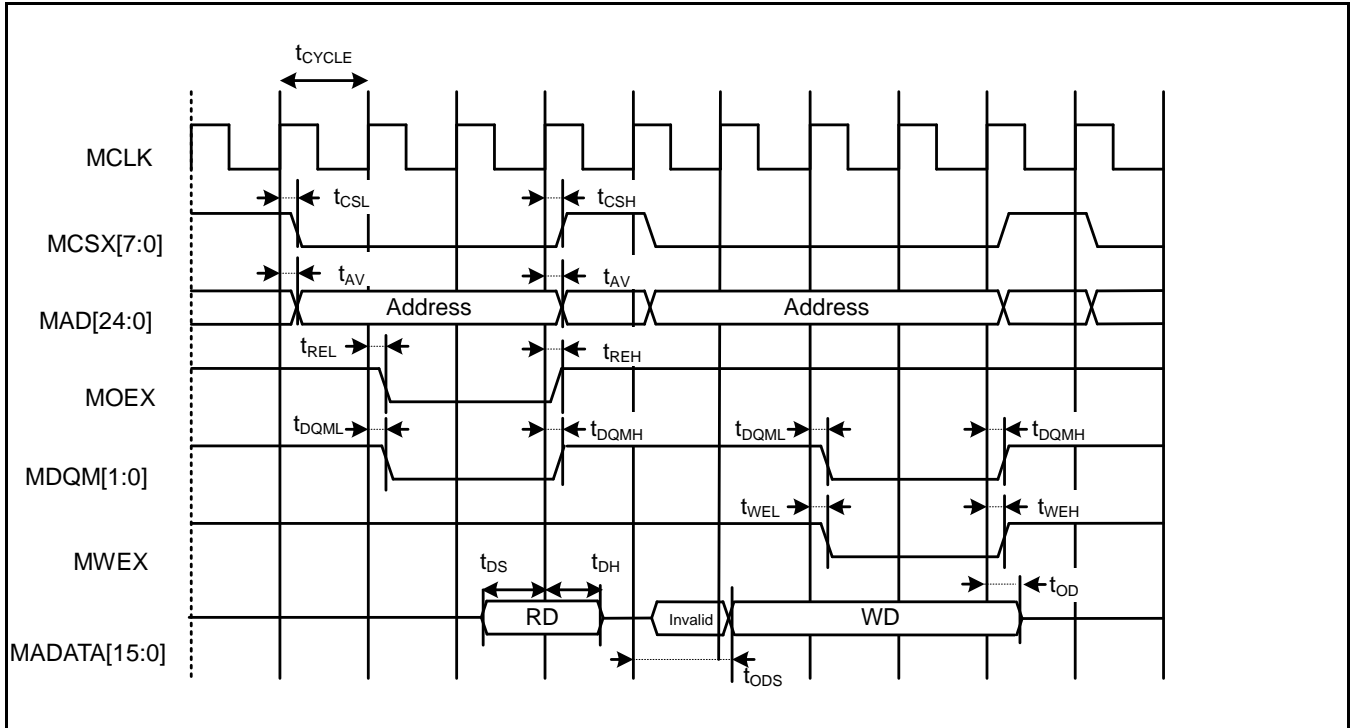 tCYCLE
MCLK
tCSL tCSH
MCSX[7:0]
tAV tAV
MAD[24:0] Address Address
tREL tREH
MOEX
tDQML tDQMH tDQML tDQMH
MDQM[1:0]
tWEL tWEH
MWEX
tDS tDH tOD
RD Invalid WD
MADATA[15:0]
tODS